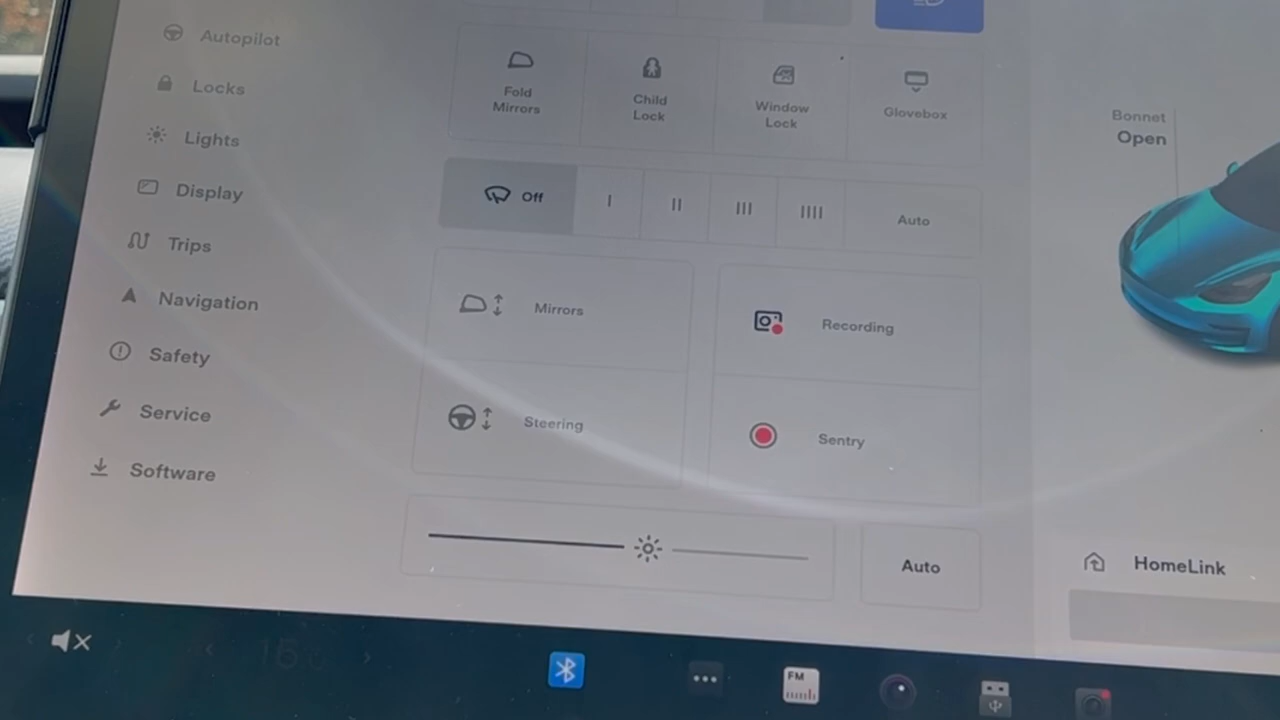 Autopilot
Locks
Lights
Display
Trips
Navigation
Safety
Service
Software
Fold
Mirrors
Child
Lock
Window
Lock
Glovebox
Off
I
II
III
IIII
Auto
Mirrors
Recording
Steering
Sentry
Auto
Bonnet
Open
HomeLink
FM